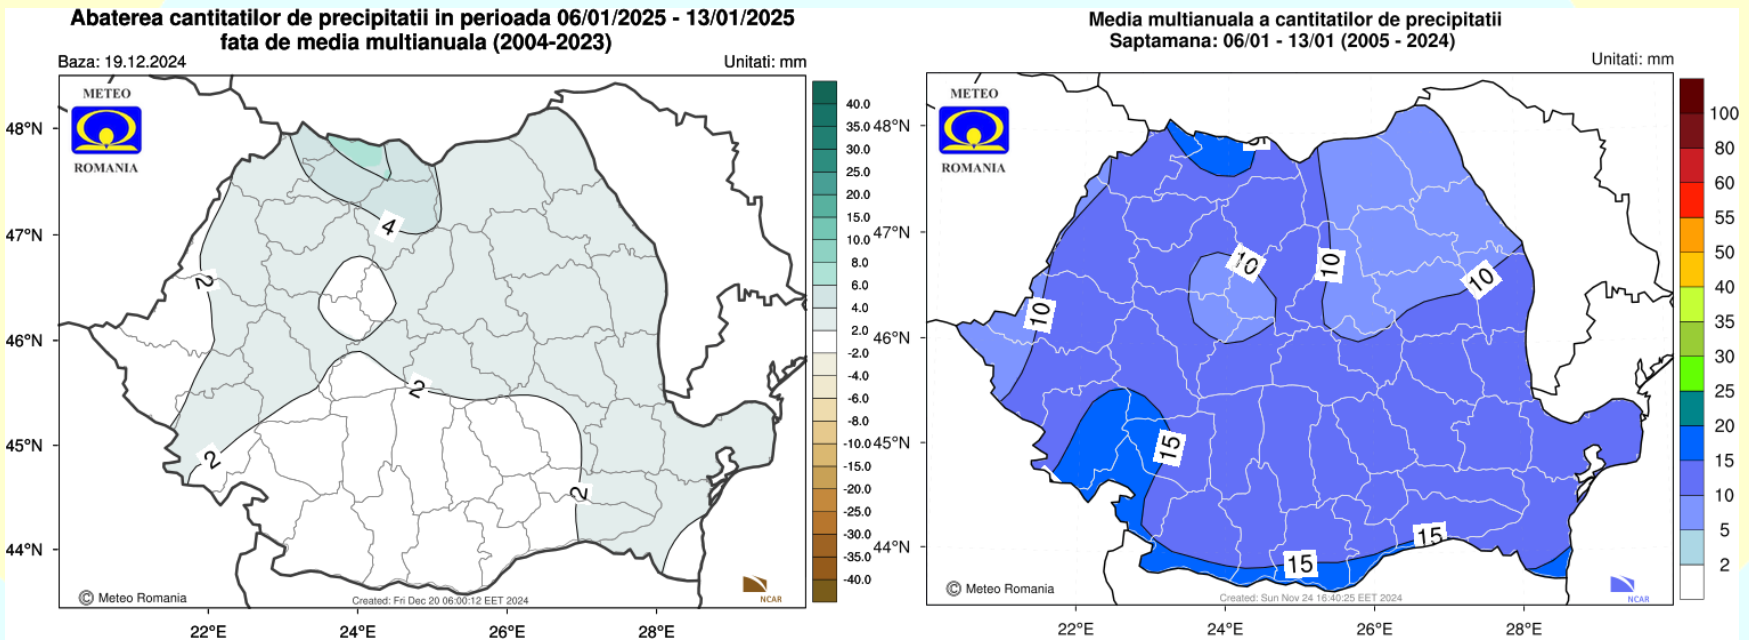 Abaterea cantitatilor de precipitatii in perioada 06/01/2025 - 13/01/2025
fata de media multianuala (2004-2023)
Baza: 19.12.2024
Unitati: mm
METEO
ROMANIA
48°N
47°N
46°N
45°N
44°N
22°E
24°E
26°E
28°E
4
2
2
2
2
40.0
35.0
30.0
25.0
20.0
15.0
10.0
8.0
6.0
4.0
2.0
-2.0
-4.0
-6.0
-8.0
-10.0
-15.0
-20.0
-25.0
-30.0
-35.0
-40.0
© Meteo Romania
Created: Fri Dec 20 06:00:12 EET 2024
NCAR
Media multianuala a cantitatilor de precipitatii
Saptamana: 06/01 - 13/01 (2005 - 2024)
Unitati: mm
METEO
ROMANIA
48°N
47°N
46°N
45°N
44°N
22°E
24°E
26°E
28°E
10
10
10
10
15
15
15
100
80
60
55
50
40
35
30
25
20
15
10
5
2
© Meteo Romania
Created: Sun Nov 24 16:40:25 EET 2024
NCAR